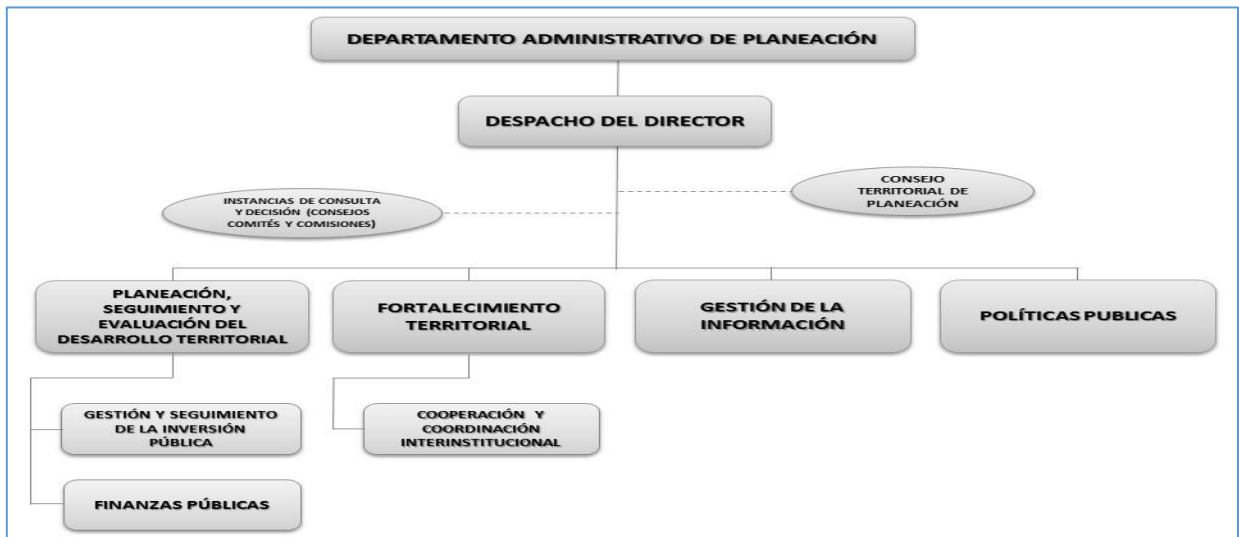 DEPARTAMENTO ADMINISTRATIVO DE PLANEACIÓN
DESPACHO DEL DIRECTOR
INSTANCIAS DE CONSULTA
Y DECISIÓN (CONSEJOS
COMITÉS Y COMISIONES)
CONSEJO
TERRITORIAL DE
PLANEACIÓN
PLANEACIÓN,
SEGUIMIENTO Y
EVALUACIÓN DEL
DESARROLLO TERRITORIAL
FORTALECIMIENTO
TERRITORIAL
GESTIÓN DE LA
INFORMACIÓN
POLÍTICAS PUBLICAS
GESTIÓN Y SEGUIMIENTO
DE LA INVERSIÓN
PÚBLICA
COOPERACIÓN Y
COORDINACIÓN
INTERINSTITUCIONAL
FINANZAS PÚBLICAS